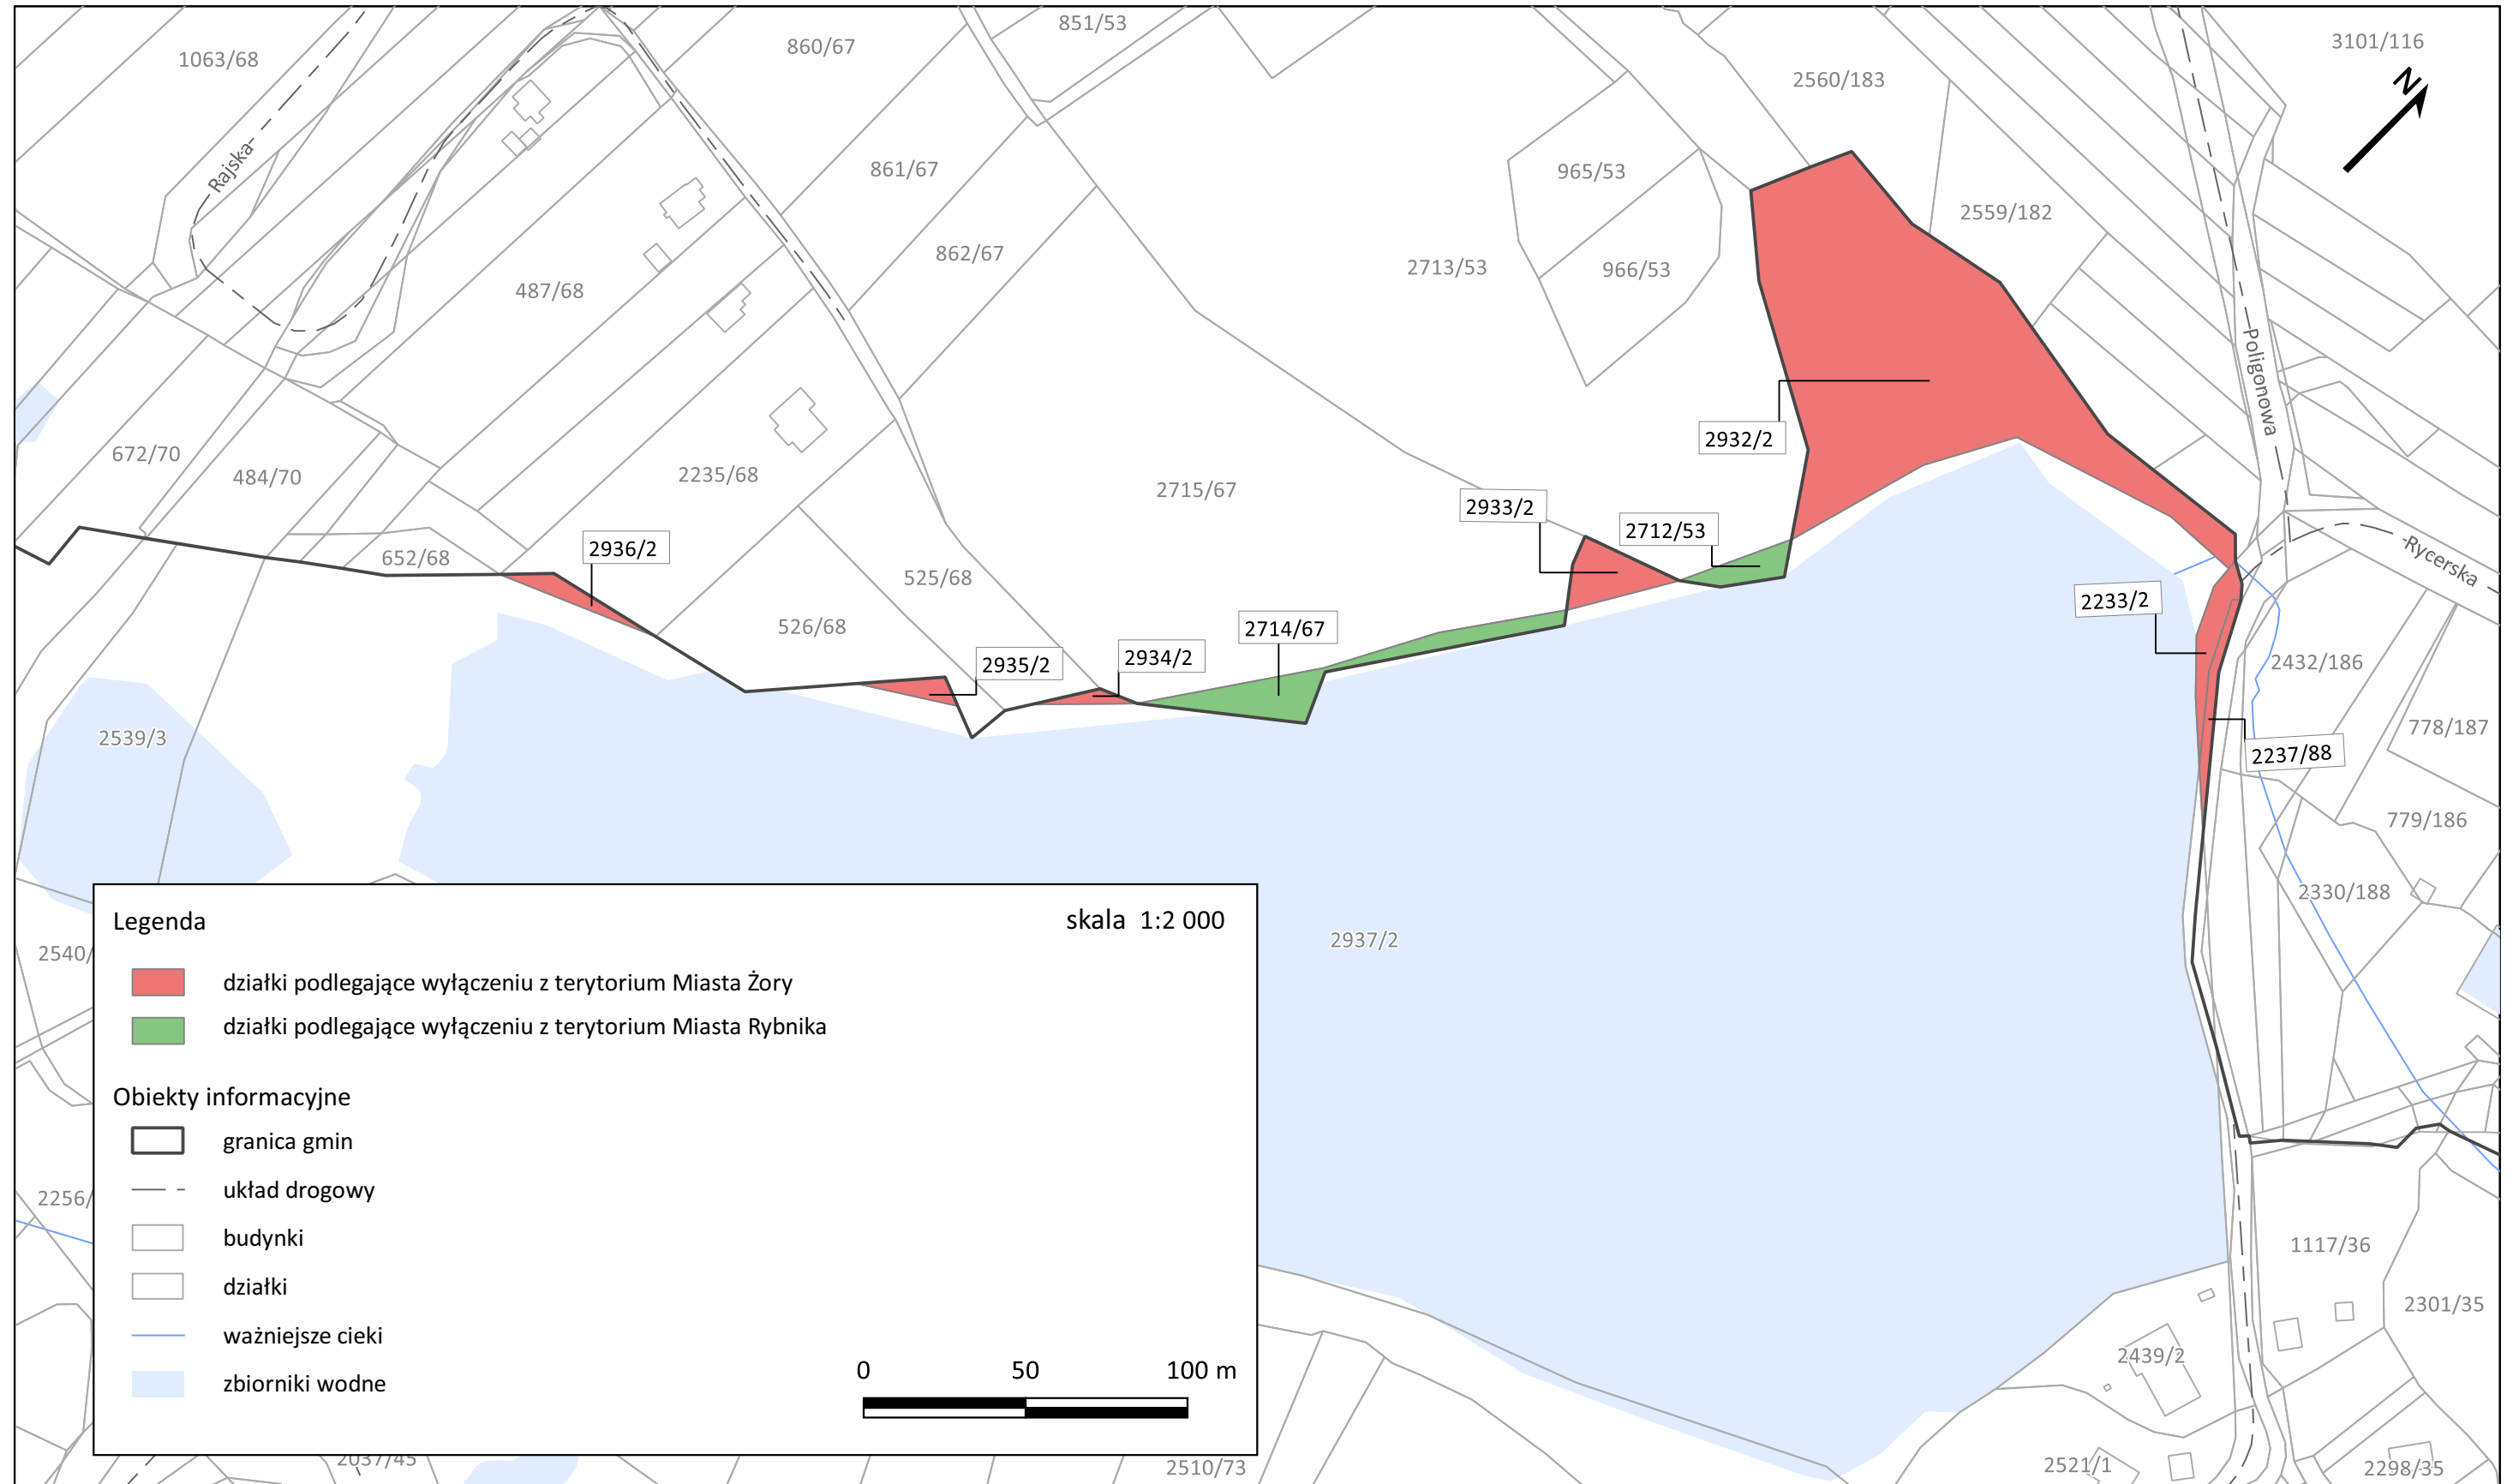 851/53
3101/116
860/67
1063/68
N
2560/183
Rajska
861/67
965/53
2559/182
862/67
2713/53
966/53
487/68
Poligonowa
2932/2
672/70
484/70
2235/68
2715/67
2933/2
2712/53
Rycerska
652/68
2936/2
525/68
2233/2
526/68
2714/67
2935/2
2934/2
2432/186
2539/3
778/187
2237/88
779/186
2330/188
2937/2
2540/
2256/
Legenda
skala 1:2 000
działki podlegające wyłączeniu z terytorium Miasta Żory
działki podlegające wyłączeniu z terytorium Miasta Rybnika
Obiekty informacyjne
granica gmin
układ drogowy
budynki
działki
ważniejsze cieki
zbiorniki wodne
0 50 100 m
1117/36
2301/35
2439/2
2037/45
2510/73
2521/1
2298/35